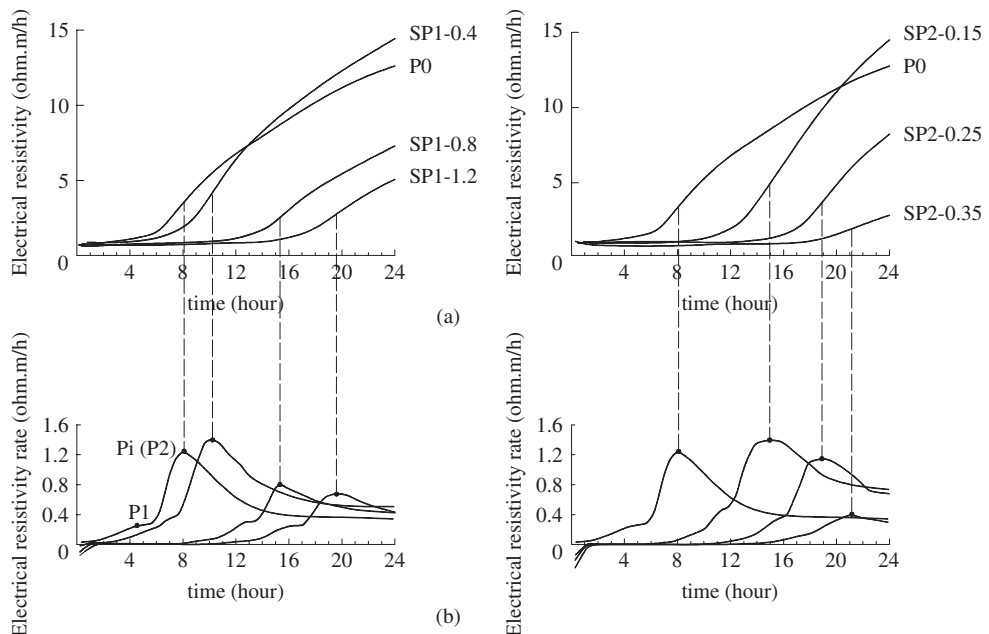 (a)
Electrical resistivity (ohm.m/h)
15
10
5
0
4
8
12
16
20
24
time (hour)
SP1-0.4
P0
SP1-0.8
SP1-1.2
Electrical resistivity (ohm.m/h)
15
10
5
0
4
8
12
16
20
24
time (hour)
SP2-0.15
P0
SP2-0.25
SP2-0.35
(a)
(b)
Electrical resistivity rate (ohm.m/h)
1.6
1.2
0.8
0.4
0
Pi (P2)
P1
4
8
12
16
20
24
time (hour)
Electrical resistivity rate (ohm.m/h)
1.6
1.2
0.8
0.4
0
4
8
12
16
20
24
time (hour)
(b)